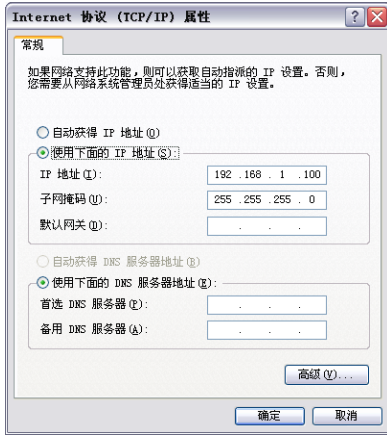 Internet 协议 (TCP/IP) 属性
常规
如果网络支持此功能，则可以获取自动指派的 IP 设置。否则，
您需要从网络系统管理员处获得适当的 IP 设置。
自动获得 IP 地址(O)
使用下面的 IP 地址(S):
IP 地址(I): 192 .168 . 1 .100
子网掩码(U): 255 .255 .255 . 0
默认网关(D): . . .
自动获得 DNS 服务器地址(B)
使用下面的 DNS 服务器地址(E):
首选 DNS 服务器(P): . . .
备用 DNS 服务器(A): . . .
高级(V)...
确定 取消